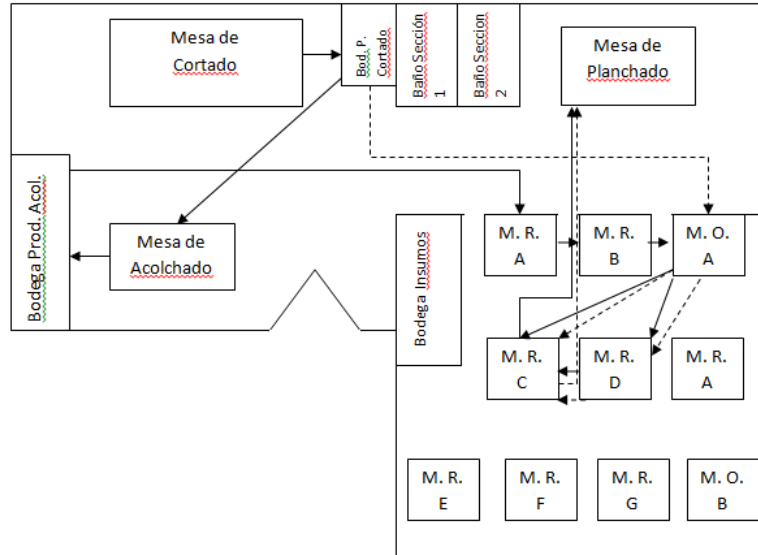 Mesa de
Cortado
Bod. P.
Cortado
Baño Sección
1
Baño Seccion
2
Mesa de
Planchado
Bodega Prod. Acol.
Mesa de
Acolchado
Bodega Insumos
M. R.
A
M. R.
B
M. O.
A
M. R.
C
M. R.
D
M. R.
A
M. R.
E
M. R.
F
M. R.
G
M. O.
B